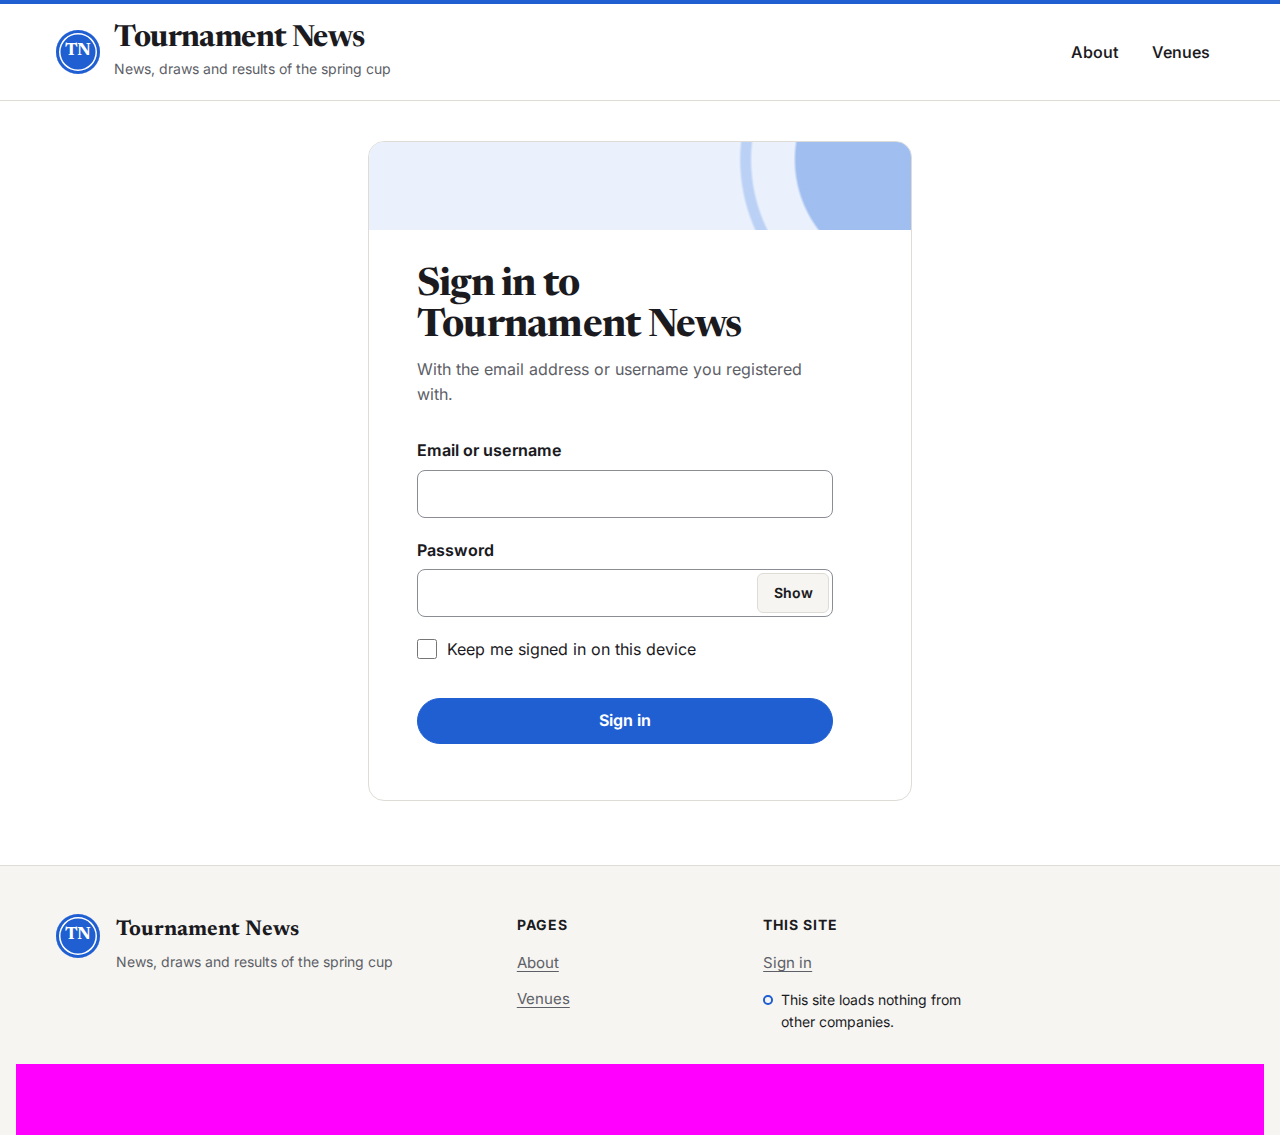 TN
Tournament News
News, draws and results of the spring cup
About
Venues
Sign in to
Tournament News
With the email address or username you registered
with.
Email or username
Password
Show
Keep me signed in on this device
Sign in
TN
Tournament News
News, draws and results of the spring cup
PAGES
About
Venues
THIS SITE
Sign in
This site loads nothing from
other companies.